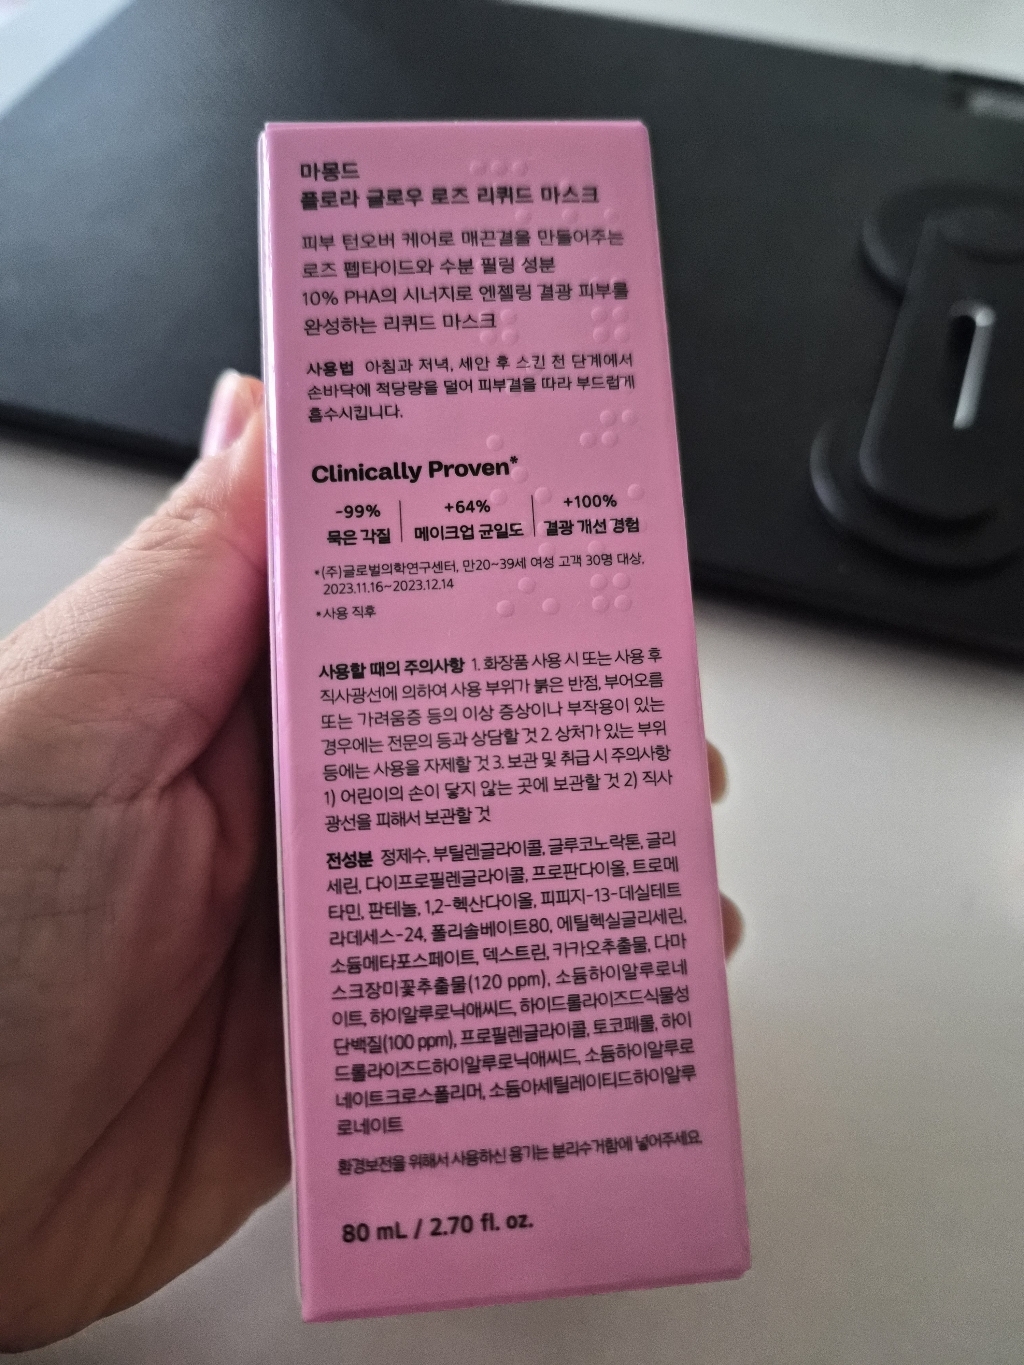 마몽드
플로라 글로우 로즈 리퀴드 마스크
피부 턴오버 케어로 매끈결을 만들어주는
로즈 펩타이드와 수분 필링 성분
10% PHA의 시너지로 엔젤링 결광 피부를
완성하는 리퀴드 마스크
사용법 아침과 저녁, 세안 후 스킨 전 단계에서
손바닥에 적당량을 덜어 피부결을 따라 부드럽게
흡수시킵니다.
Clinically Proven*
-99% +64% +100%
묵은 각질 메이크업 균일도 결광 개선 경험
*(주)글로벌의학연구센터, 만20~39세 여성 고객 30명 대상,
2023.11.16~2023.12.14
*사용 직후
사용할 때의 주의사항 1. 화장품 사용 시 또는 사용 후
직사광선에 의하여 사용 부위가 붉은 반점, 부어오름
또는 가려움증 등의 이상 증상이나 부작용이 있는
경우에는 전문의 등과 상담할 것 2. 상처가 있는 부위
등에는 사용을 자제할 것 3. 보관 및 취급 시 주의사항
1) 어린이의 손이 닿지 않는 곳에 보관할 것 2) 직사
광선을 피해서 보관할 것
전성분 정제수, 부틸렌글라이콜, 글루코노락톤, 글리
세린, 다이프로필렌글라이콜, 프로판다이올, 트로메
타민, 판테놀, 1,2-헥산다이올, 피피지-13-데실테트
라데세스-24, 폴리솔베이트80, 에틸헥실글리세린,
소듐메타포스페이트, 덱스트린, 카카오추출물, 다마
스크장미꽃추출물(120 ppm), 소듐하이알루로네
이트, 하이알루로닉애씨드, 하이드롤라이즈드식물성
단백질(100 ppm), 프로필렌글라이콜, 토코페롤, 하이
드롤라이즈드하이알루로닉애씨드, 소듐하이알루로
네이트크로스폴리머, 소듐아세틸레이티드하이알루
로네이트
환경보전을 위해서 사용하신 용기는 분리수거함에 넣어주세요.
80 mL / 2.70 fl. oz.